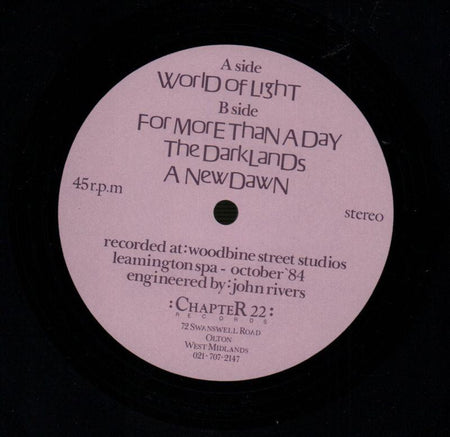 A side
World of Light
B side
For More Than A Day
The Darklands
A New Dawn
45 r.p.m
stereo
recorded at:woodbine street studios
leamington spa - october `84
engineered by:john rivers
:Chapter 22:
RECORDS
72 Swanswell Road
Olton
West Midlands
021-707-2147